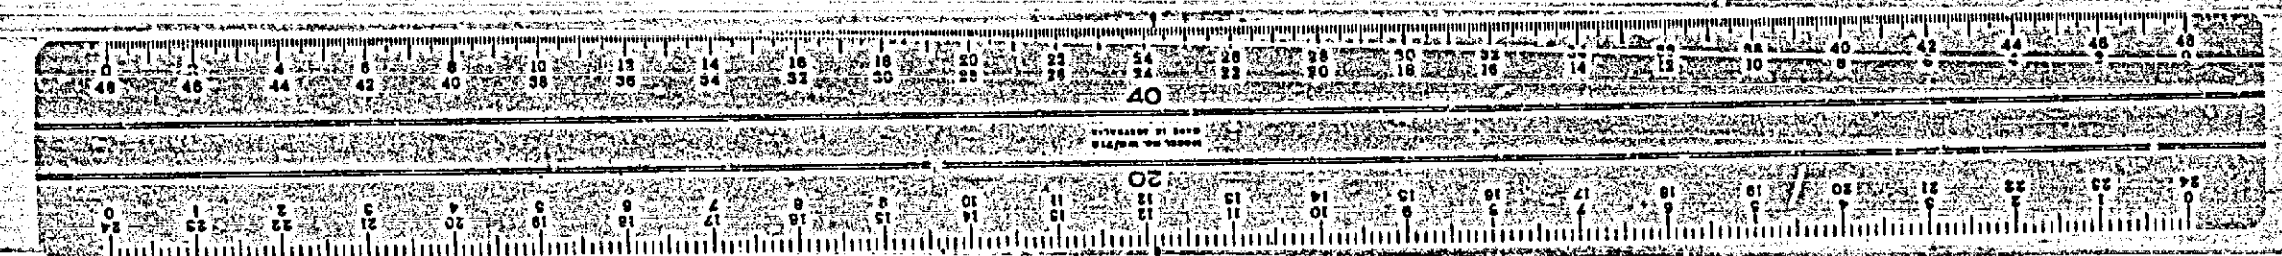 0 2 4 6 8 10 12 14 16 18 20 22 24 26 28 30 32 34 36 38 40 42 44 46 48
48 46 44 42 40 38 36 34 32 30 28 26 24 22 20 18 16 14 12 10 8 6 4 2 0
40
MADE IN AUSTRALIA
MODEL NO.
20
0 1 2 3 4 5 6 7 8 9 10 11 12 13 14 15 16 17 18 19 20 21 22 23 24
24 23 22 21 20 19 18 17 16 15 14 13 12 11 10 9 8 7 6 5 4 3 2 1 0